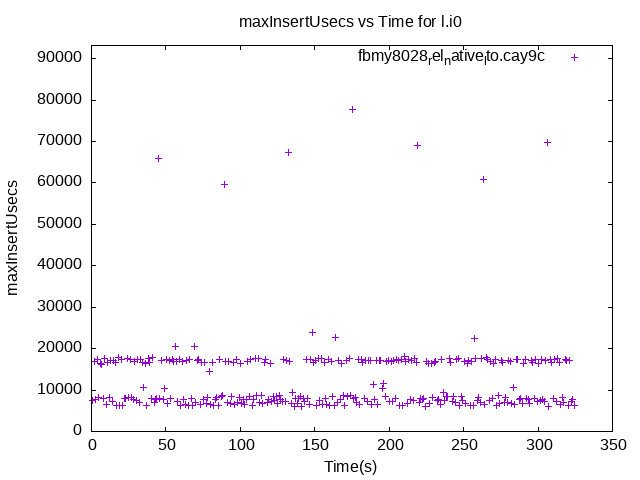 maxInsertUsecs vs Time for l.i0
fbmy8028relnativelto.cay9c
90000
80000
70000
60000
50000
40000
30000
20000
10000
0
maxInsertUsecs
0 50 100 150 200 250 300 350
Time(s)